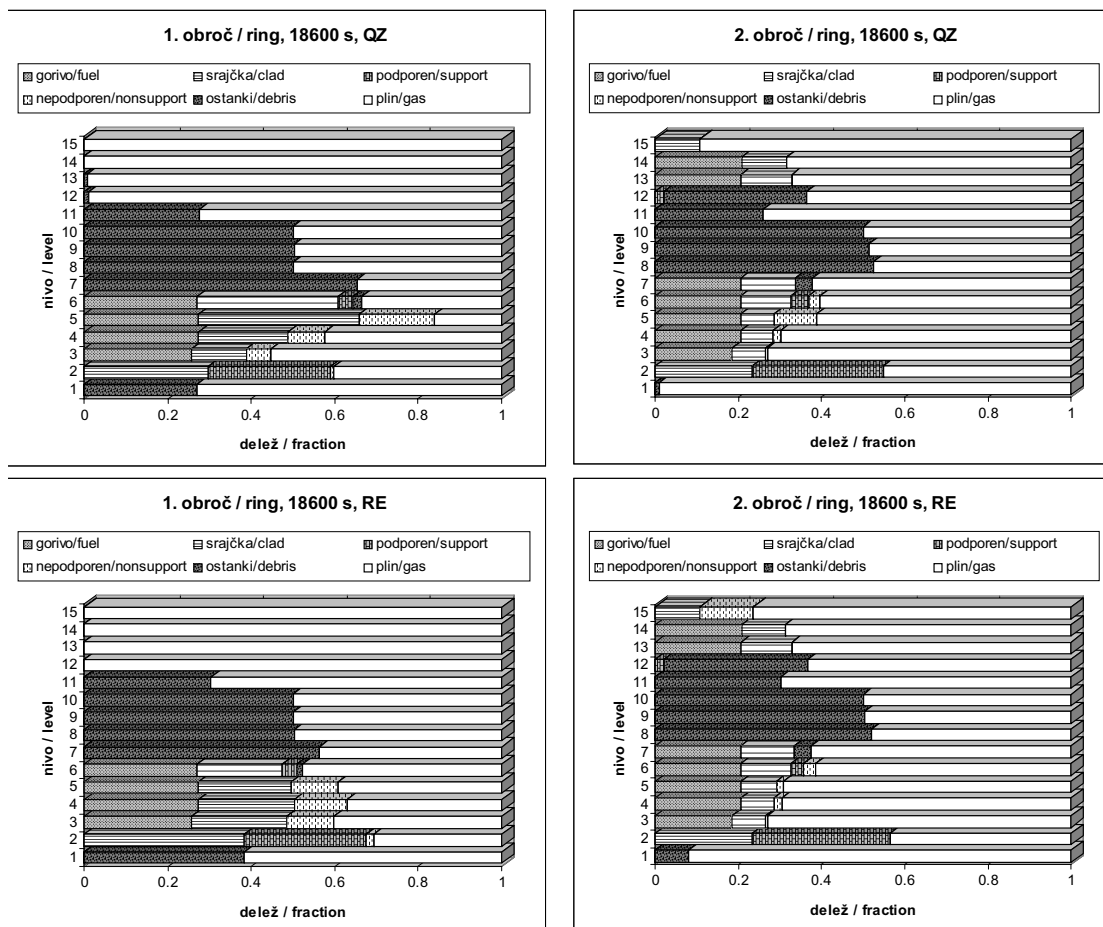 1. obroč / ring, 18600 s, QZ
gorivo/fuel srajčka/clad podporen/support
nepodporen/nonsupport ostanki/debris plin/gas
nivo / level
15
14
13
12
11
10
9
8
7
6
5
4
3
2
1
0 0.2 0.4 0.6 0.8 1
delež / fraction
2. obroč / ring, 18600 s, QZ
gorivo/fuel srajčka/clad podporen/support
nepodporen/nonsupport ostanki/debris plin/gas
nivo / level
15
14
13
12
11
10
9
8
7
6
5
4
3
2
1
0 0.2 0.4 0.6 0.8 1
delež / fraction
1. obroč / ring, 18600 s, RE
gorivo/fuel srajčka/clad podporen/support
nepodporen/nonsupport ostanki/debris plin/gas
nivo / level
15
14
13
12
11
10
9
8
7
6
5
4
3
2
1
0 0.2 0.4 0.6 0.8 1
delež / fraction
2. obroč / ring, 18600 s, RE
gorivo/fuel srajčka/clad podporen/support
nepodporen/nonsupport ostanki/debris plin/gas
nivo / level
15
14
13
12
11
10
9
8
7
6
5
4
3
2
1
0 0.2 0.4 0.6 0.8 1
delež / fraction